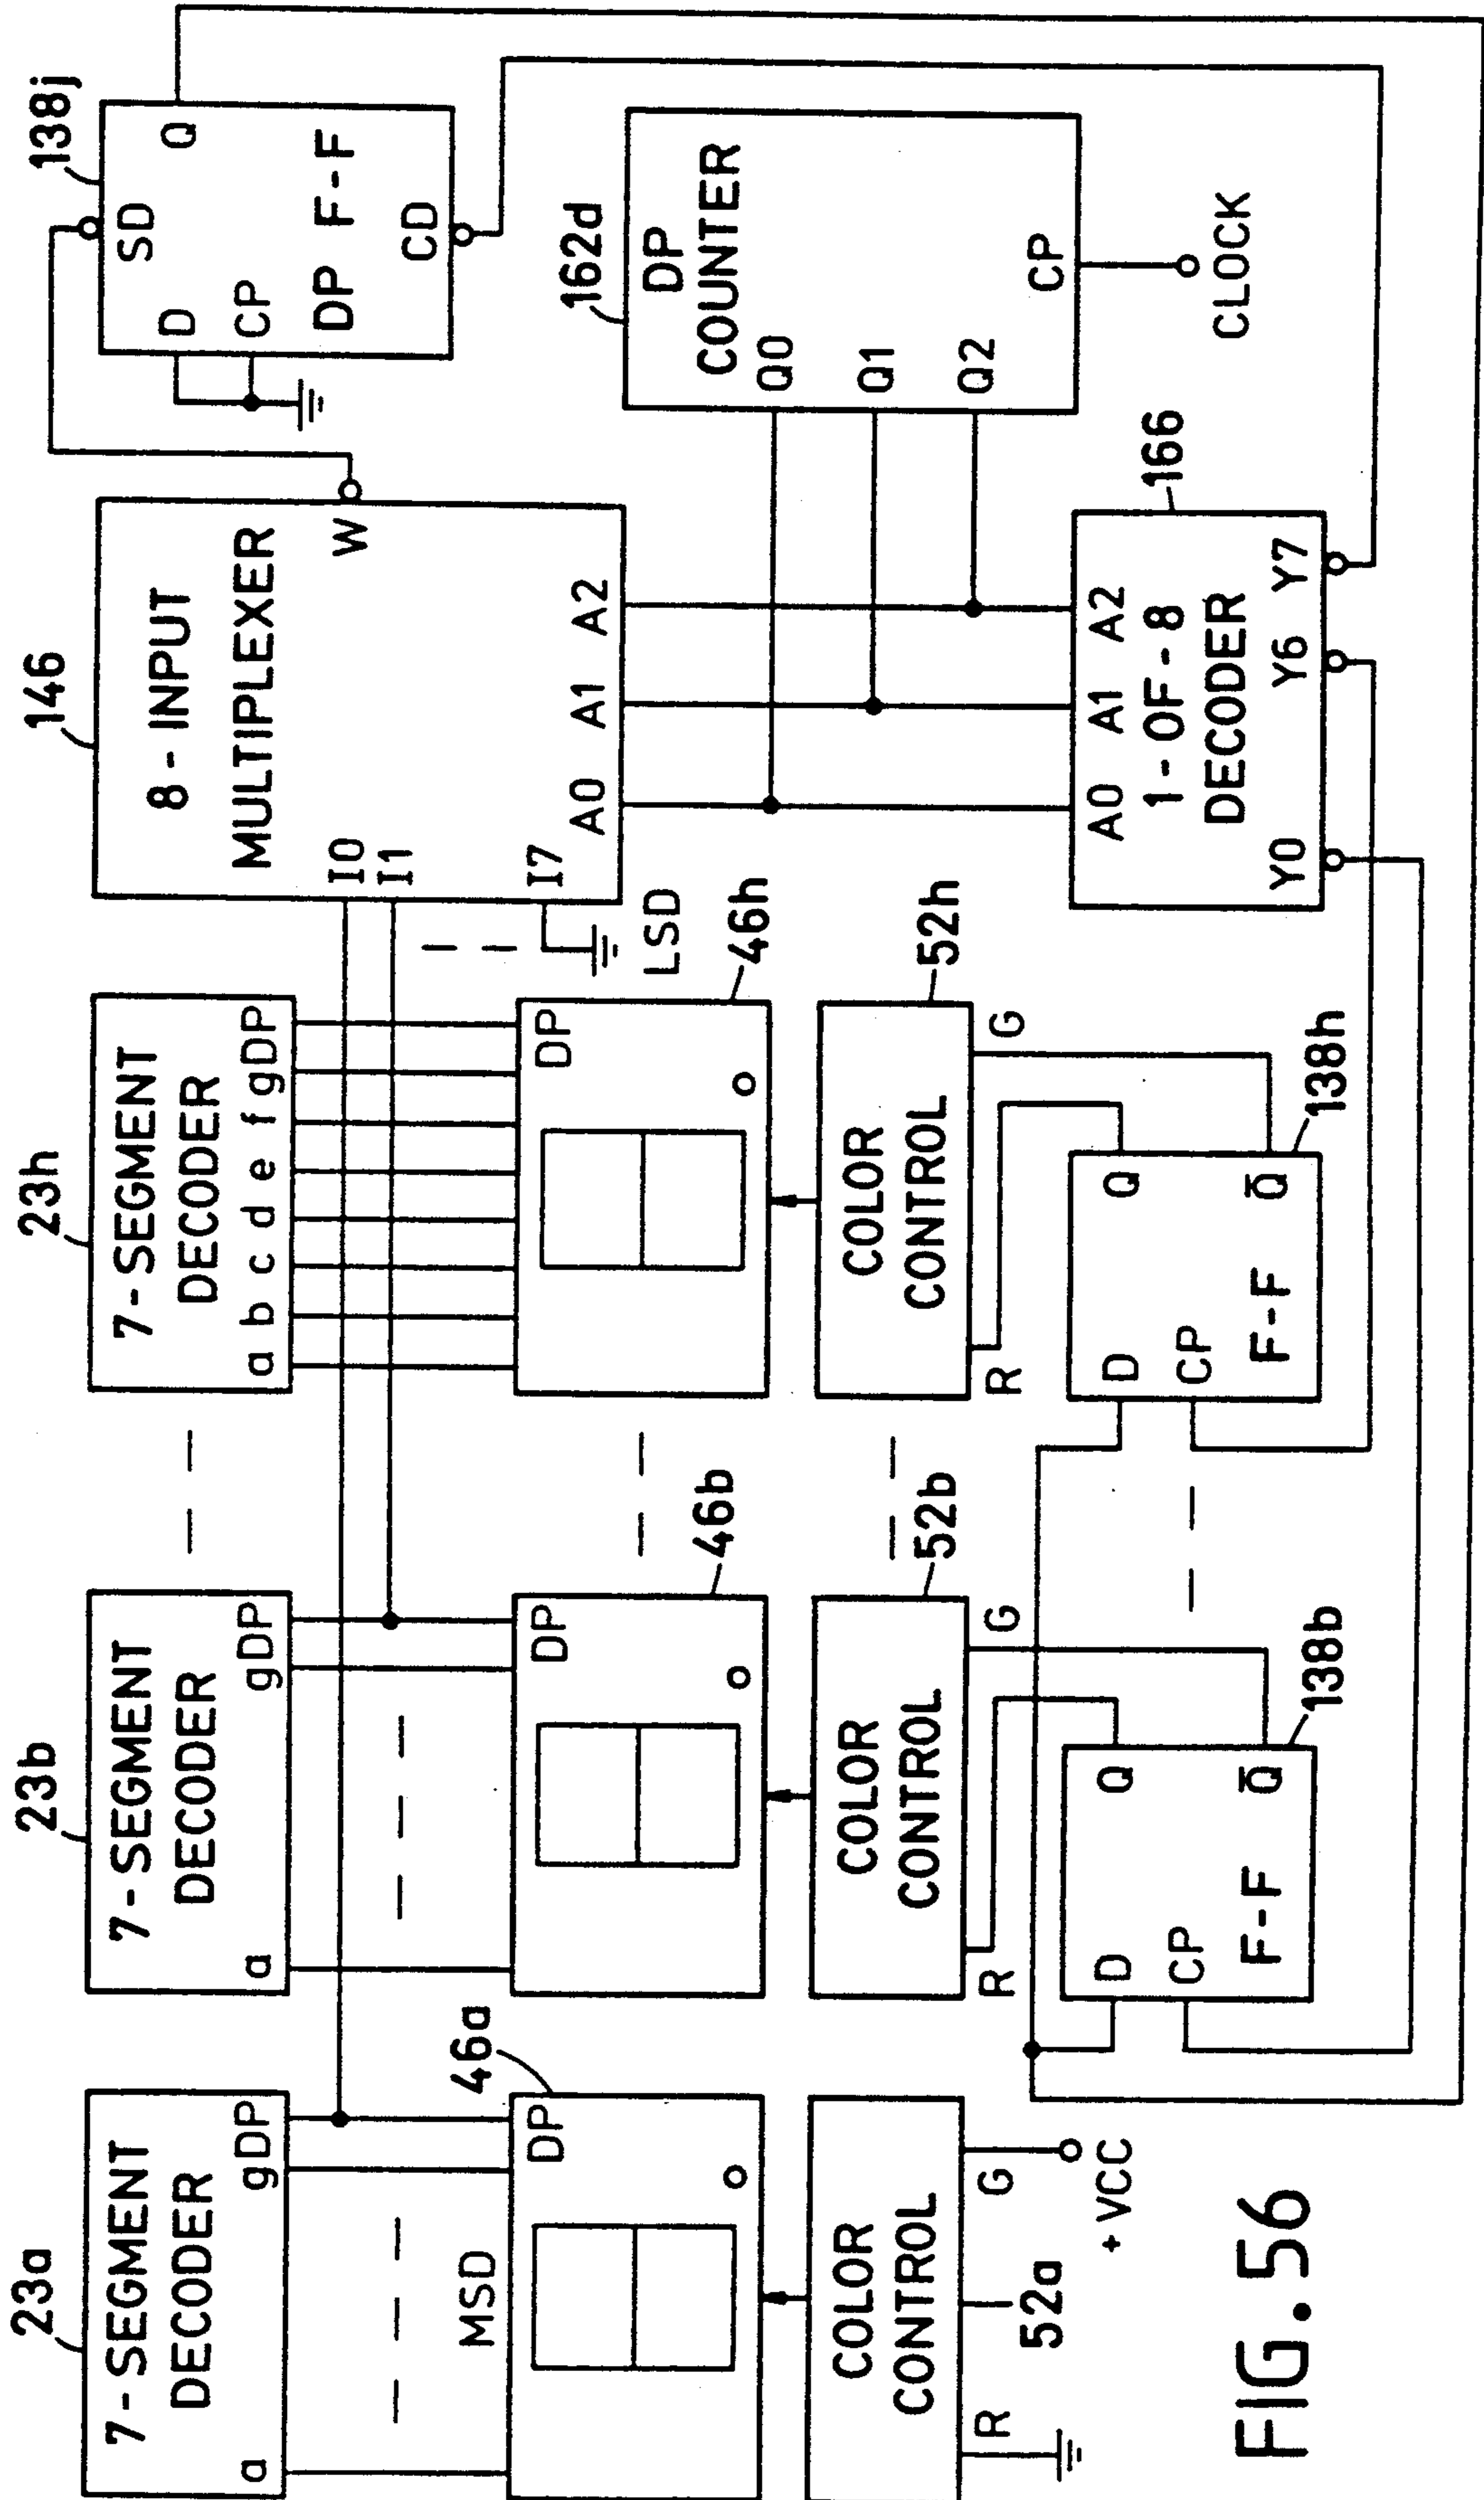 23a
7-SEGMENT
DECODER
a
gDP
23b
7-SEGMENT
DECODER
a
gDP
23h
7-SEGMENT
DECODER
a b c d e f gDP
146
8-INPUT
MULTIPLEXER
I0
I1
I7
W
A0 A1 A2
138j
SD
D
Q
CP
DP F-F
CD
MSD
46a
DP
46b
DP
LSD
46h
DP
162d
DP
COUNTER
Q0
Q1
Q2
CP
CLOCK
COLOR
CONTROL
R
G
52a
+VCC
COLOR
CONTROL
52b
R
G
COLOR
CONTROL
52h
R
G
166
A0 A1 A2
1-OF-8
DECODER
Y0
Y6
Y7
D
Q
CP
F-F
Q̅
138b
D
Q
CP
F-F
Q̅
138h
FIG. 56